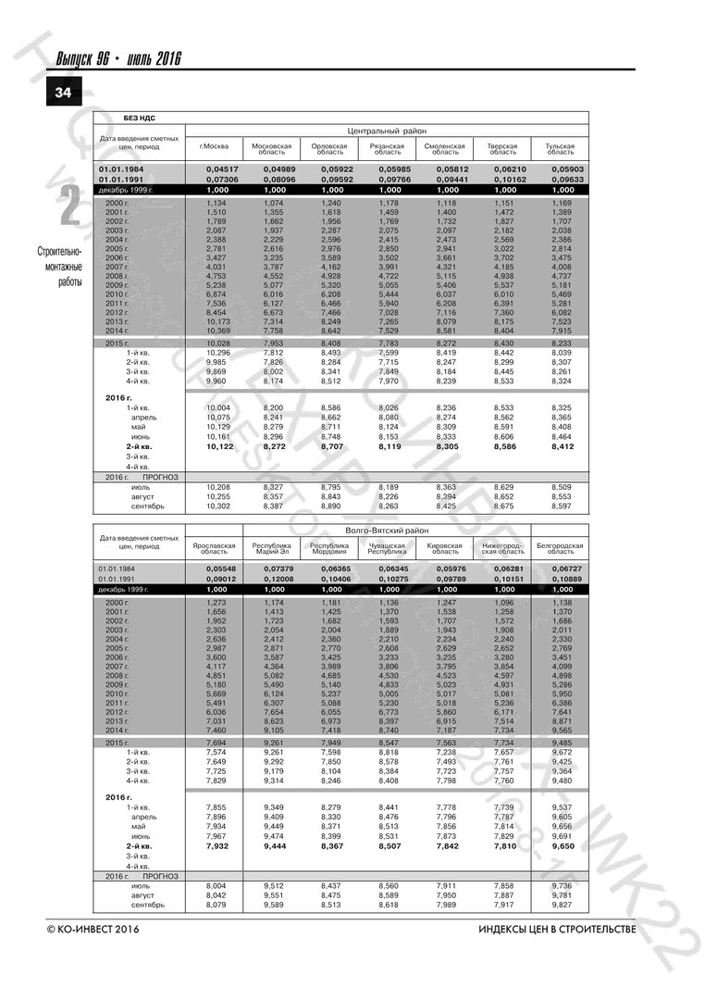 Выпуск 96 • июль 2016
34
2
Строительно-
монтажные
работы
БЕЗ НДС
Дата введения сметных
цен, период
Центральный район
г.Москва Московская область Орловская область Рязанская область Смоленская область Тверская область Тульская область
01.01.1984 0,04517 0,04989 0,05922 0,05985 0,05812 0,06210 0,05903
01.01.1991 0,07306 0,08096 0,09592 0,09766 0,09441 0,10162 0,09633
декабрь 1999 г. 1,000 1,000 1,000 1,000 1,000 1,000 1,000
2000 г. 1,134 1,074 1,240 1,178 1,118 1,151 1,169
2001 г. 1,510 1,355 1,618 1,459 1,400 1,472 1,389
2002 г. 1,789 1,662 1,956 1,769 1,732 1,827 1,707
2003 г. 2,087 1,937 2,287 2,075 2,097 2,182 2,038
2004 г. 2,388 2,229 2,596 2,415 2,473 2,569 2,386
2005 г. 2,781 2,616 2,976 2,850 2,941 3,022 2,814
2006 г. 3,427 3,235 3,589 3,502 3,661 3,702 3,475
2007 г. 4,031 3,787 4,162 3,991 4,321 4,185 4,008
2008 г. 4,753 4,552 4,928 4,722 5,115 4,938 4,737
2009 г. 5,238 5,077 5,320 5,055 5,406 5,537 5,181
2010 г. 6,874 6,016 6,208 5,444 6,037 6,010 5,469
2011 г. 7,536 6,127 6,466 5,940 6,208 6,391 5,281
2012 г. 8,454 6,673 7,466 7,028 7,116 7,360 6,082
2013 г. 10,173 7,314 8,249 7,265 8,079 8,175 7,523
2014 г. 10,369 7,758 8,642 7,529 8,581 8,404 7,915
2015 г. 10,028 7,953 8,408 7,783 8,272 8,430 8,233
1-й кв. 10,296 7,812 8,493 7,599 8,419 8,442 8,039
2-й кв. 9,985 7,826 8,284 7,715 8,247 8,299 8,307
3-й кв. 9,869 8,002 8,341 7,849 8,184 8,445 8,261
4-й кв. 9,960 8,174 8,512 7,970 8,239 8,533 8,324
2016 г.
1-й кв. 10,004 8,200 8,586 8,026 8,236 8,533 8,325
апрель 10,075 8,241 8,662 8,080 8,274 8,562 8,365
май 10,129 8,279 8,711 8,124 8,309 8,591 8,408
июнь 10,161 8,296 8,748 8,153 8,333 8,606 8,464
2-й кв. 10,122 8,272 8,707 8,119 8,305 8,586 8,412
3-й кв.
4-й кв.
2016 г. ПРОГНОЗ
июль 10,208 8,327 8,795 8,189 8,363 8,629 8,509
август 10,255 8,357 8,843 8,226 8,394 8,652 8,553
сентябрь 10,302 8,387 8,890 8,263 8,425 8,675 8,597
Дата введения сметных
цен, период
Волго-Вятский район
Ярославская область Республика Марий Эл Республика Мордовия Чувашская Республика Кировская область Нижегород-ская область Белгородская область
01.01.1984 0,05548 0,07379 0,06365 0,06345 0,05976 0,06281 0,06727
01.01.1991 0,09012 0,12008 0,10406 0,10275 0,09789 0,10151 0,10889
декабрь 1999 г. 1,000 1,000 1,000 1,000 1,000 1,000 1,000
2000 г. 1,273 1,174 1,181 1,136 1,247 1,096 1,138
2001 г. 1,656 1,413 1,425 1,370 1,538 1,258 1,370
2002 г. 1,952 1,723 1,682 1,593 1,707 1,572 1,686
2003 г. 2,303 2,054 2,004 1,889 1,943 1,908 2,011
2004 г. 2,636 2,412 2,360 2,210 2,234 2,240 2,330
2005 г. 2,987 2,871 2,770 2,608 2,629 2,652 2,769
2006 г. 3,600 3,587 3,425 3,233 3,235 3,280 3,451
2007 г. 4,117 4,364 3,989 3,806 3,795 3,854 4,099
2008 г. 4,851 5,082 4,685 4,530 4,523 4,597 4,898
2009 г. 5,180 5,490 5,140 4,833 5,023 4,931 5,286
2010 г. 5,669 6,124 5,237 5,005 5,017 5,081 5,950
2011 г. 5,491 6,307 5,088 5,230 5,018 5,236 6,386
2012 г. 6,036 7,654 6,055 6,773 5,860 6,171 7,641
2013 г. 7,031 8,623 6,973 8,397 6,915 7,514 8,871
2014 г. 7,460 9,105 7,418 8,740 7,187 7,734 9,565
2015 г. 7,694 9,261 7,949 8,547 7,563 7,734 9,485
1-й кв. 7,574 9,261 7,598 8,818 7,238 7,657 9,672
2-й кв. 7,649 9,292 7,850 8,578 7,493 7,761 9,425
3-й кв. 7,725 9,179 8,104 8,384 7,723 7,757 9,364
4-й кв. 7,829 9,314 8,246 8,408 7,798 7,760 9,480
2016 г.
1-й кв. 7,855 9,349 8,279 8,441 7,778 7,739 9,537
апрель 7,896 9,409 8,330 8,476 7,796 7,787 9,605
май 7,934 9,449 8,371 8,513 7,856 7,814 9,656
июнь 7,967 9,474 8,399 8,531 7,873 7,829 9,691
2-й кв. 7,932 9,444 8,367 8,507 7,842 7,810 9,650
3-й кв.
4-й кв.
2016 г. ПРОГНОЗ
июль 8,004 9,512 8,437 8,560 7,911 7,858 9,736
август 8,042 9,551 8,475 8,589 7,950 7,887 9,781
сентябрь 8,079 9,589 8,513 8,618 7,989 7,917 9,827
© КО-ИНВЕСТ 2016 ИНДЕКСЫ ЦЕН В СТРОИТЕЛЬСТВЕ